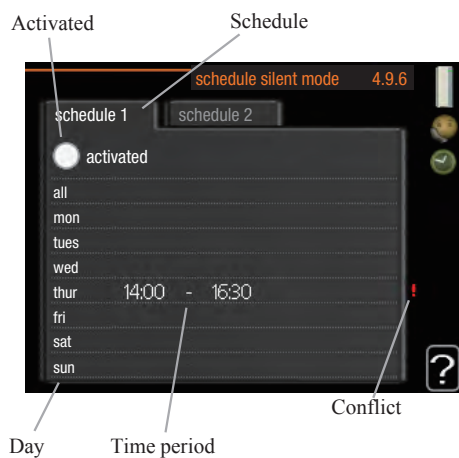 Activated Schedule
schedule silent mode 4.9.6
schedule 1 schedule 2
activated
all
mon
tues
wed
thur 14:00 - 16:30 !
fri
sat
sun
?
Conflict
Day Time period